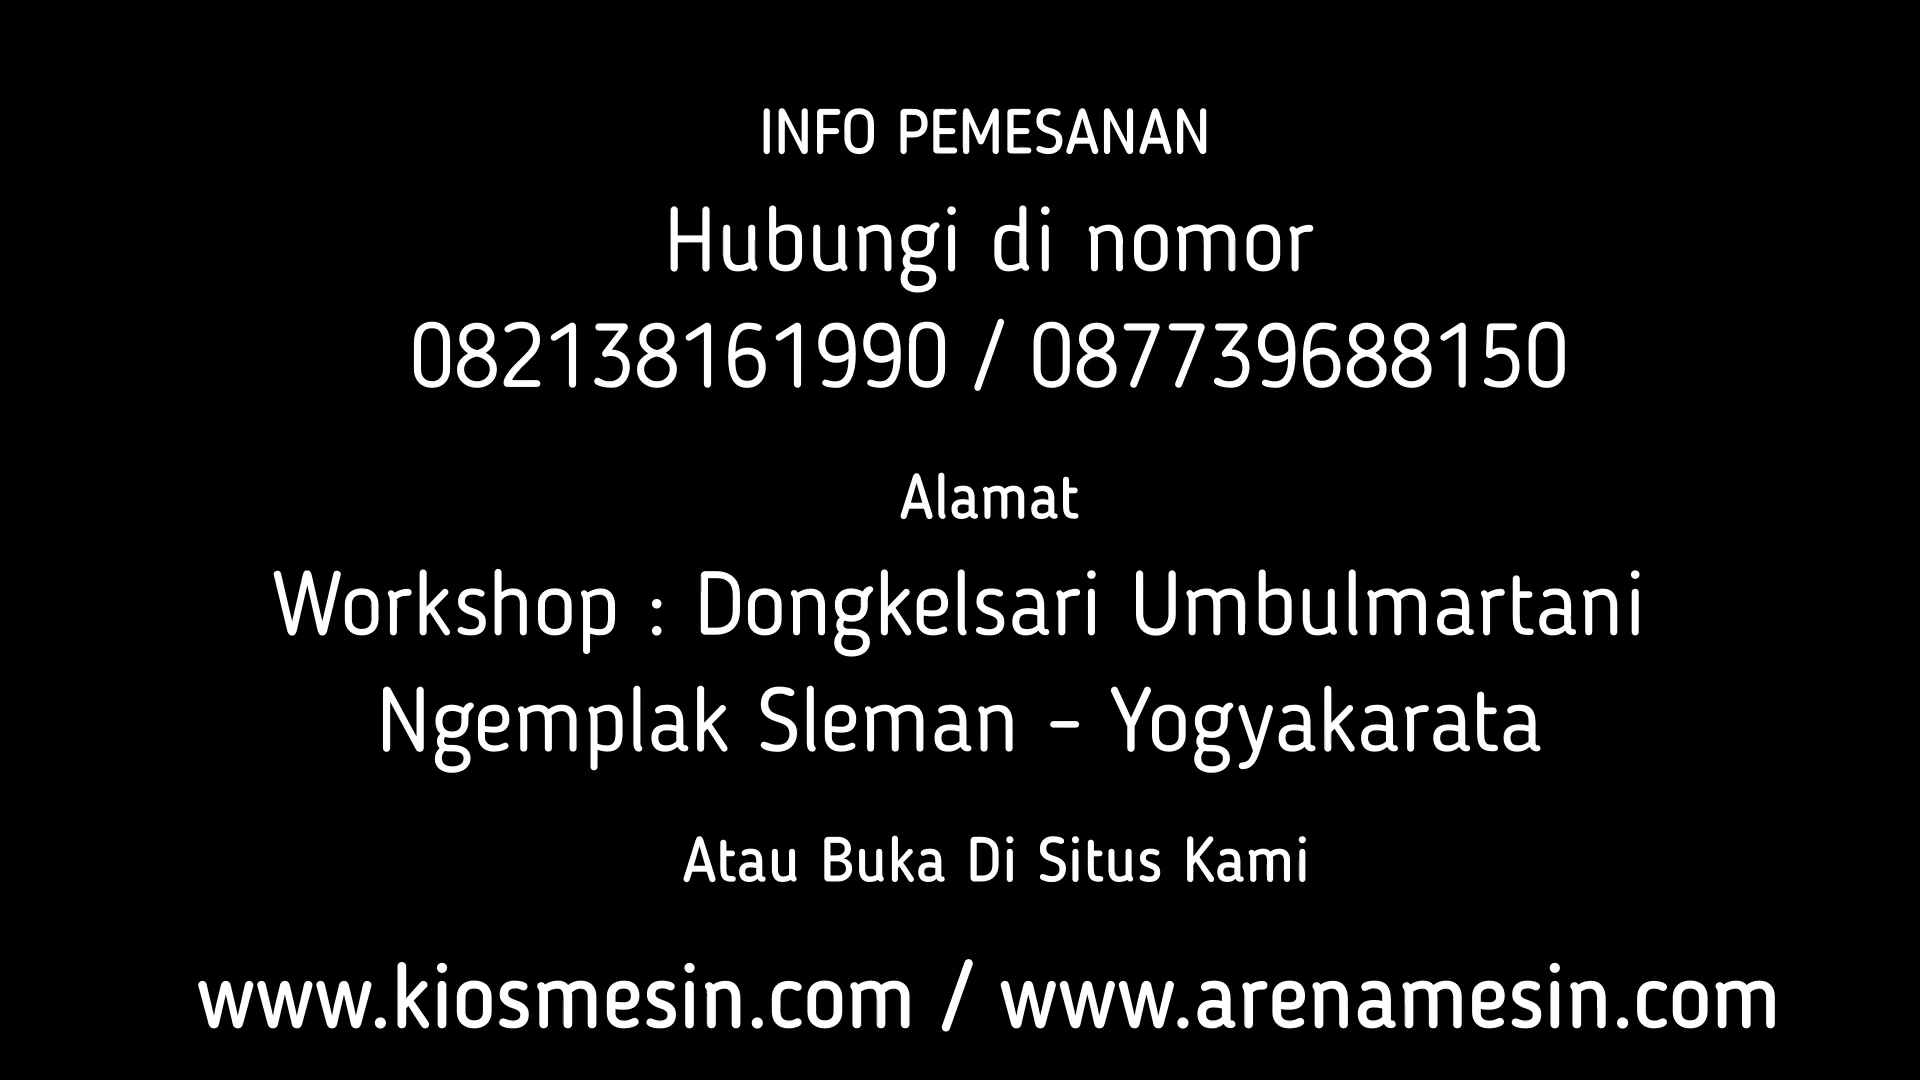 INFO PEMESANAN
Hubungi di nomor
082138161990 / 087739688150
Alamat
Workshop : Dongkelsari Umbulmartani
Ngemplak Sleman - Yogyakarata
Atau Buka Di Situs Kami
www.kiosmesin.com / www.arenamesin.com